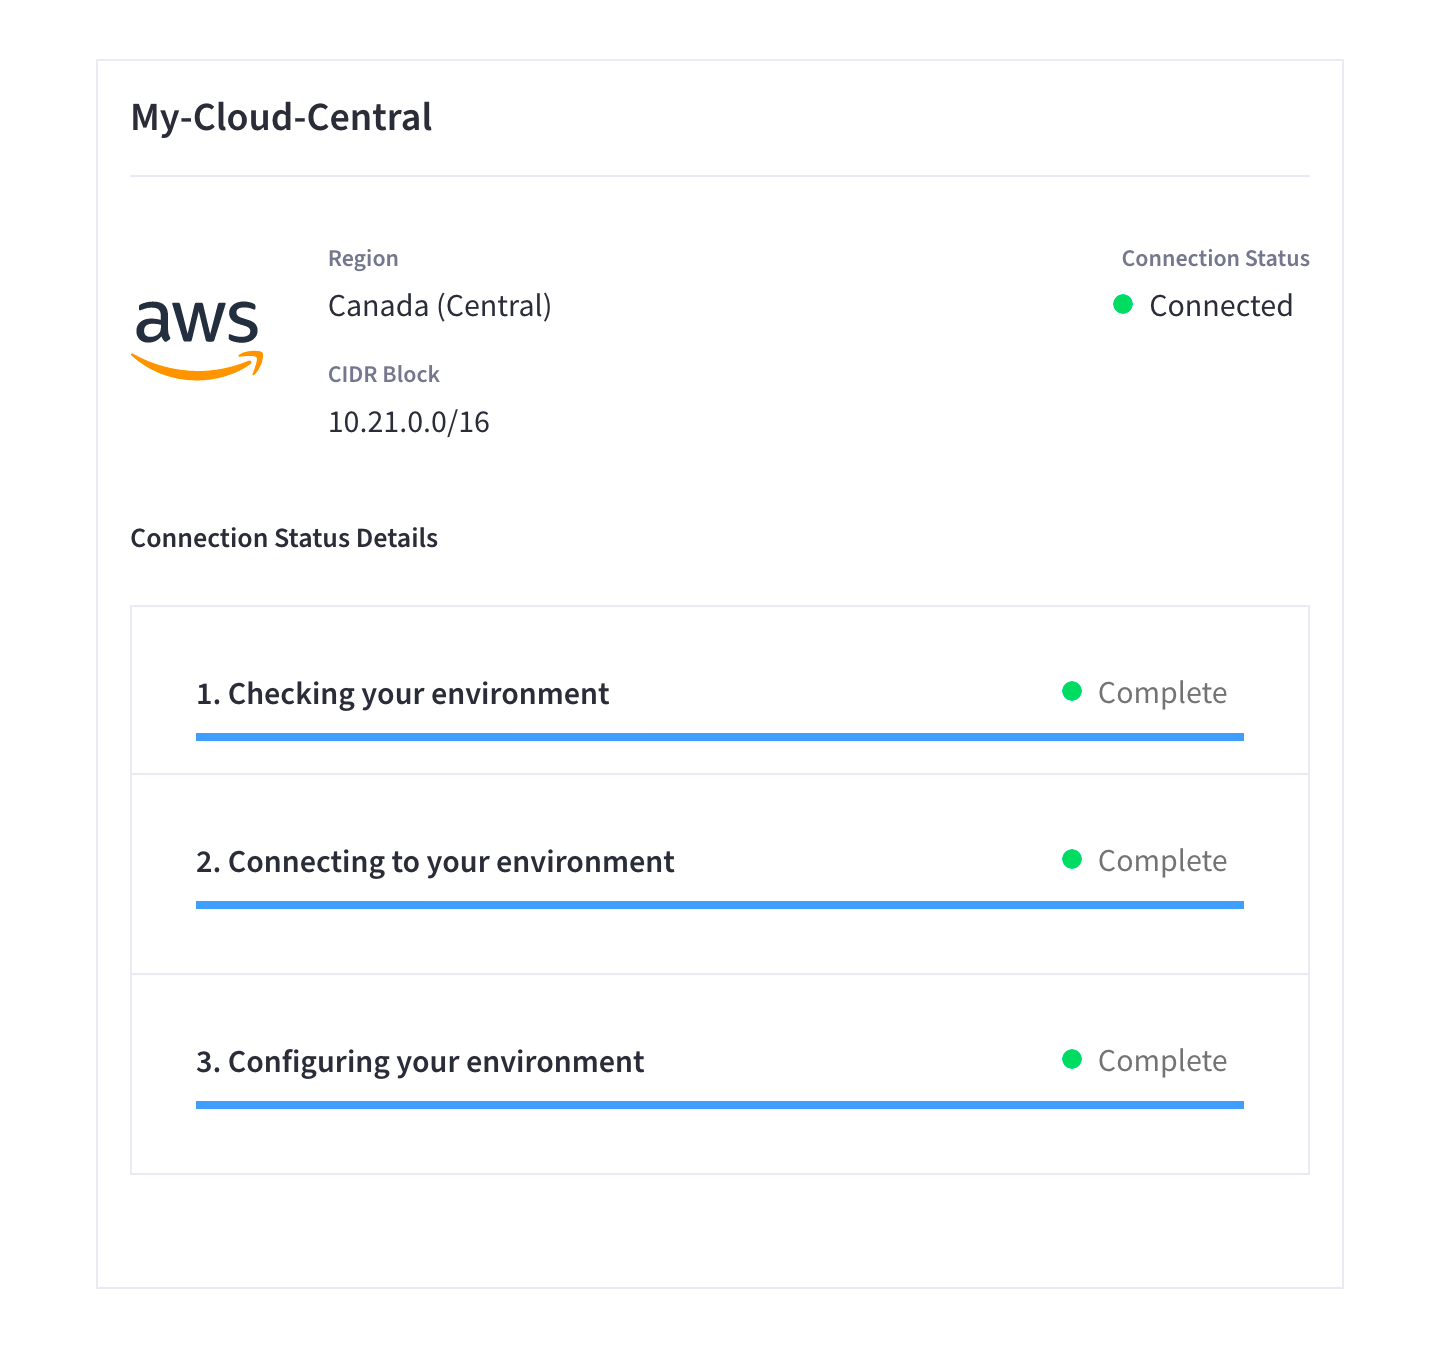 My-Cloud-Central
Region
Connection Status
Canada (Central)
Connected
aws
CIDR Block
10.21.0.0/16
Connection Status Details
1. Checking your environment
Complete
2. Connecting to your environment
Complete
3. Configuring your environment
Complete